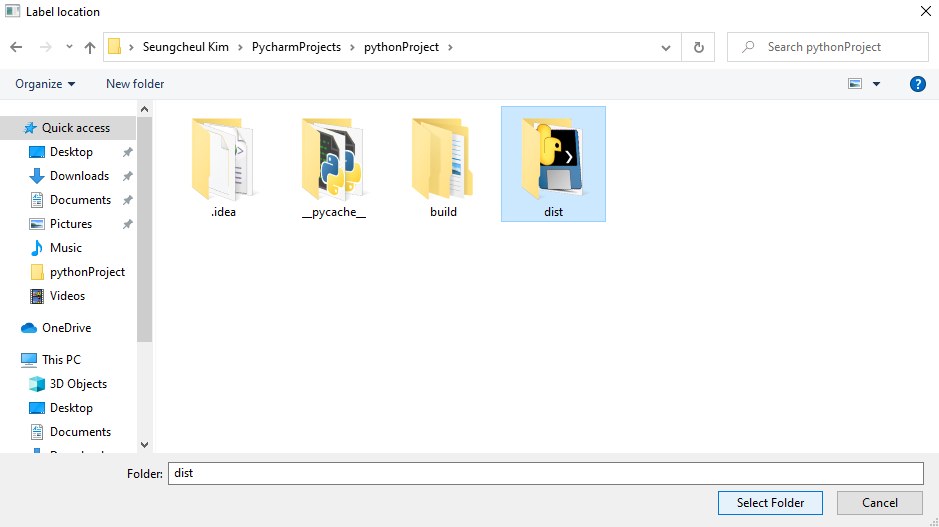 Label location
Seungcheul Kim > PycharmProjects > pythonProject >
Search pythonProject
Organize
New folder
Quick access
Desktop
Downloads
Documents
Pictures
Music
pythonProject
Videos
OneDrive
This PC
3D Objects
Desktop
Documents
.idea
__pycache__
build
dist
Folder: dist
Select Folder
Cancel